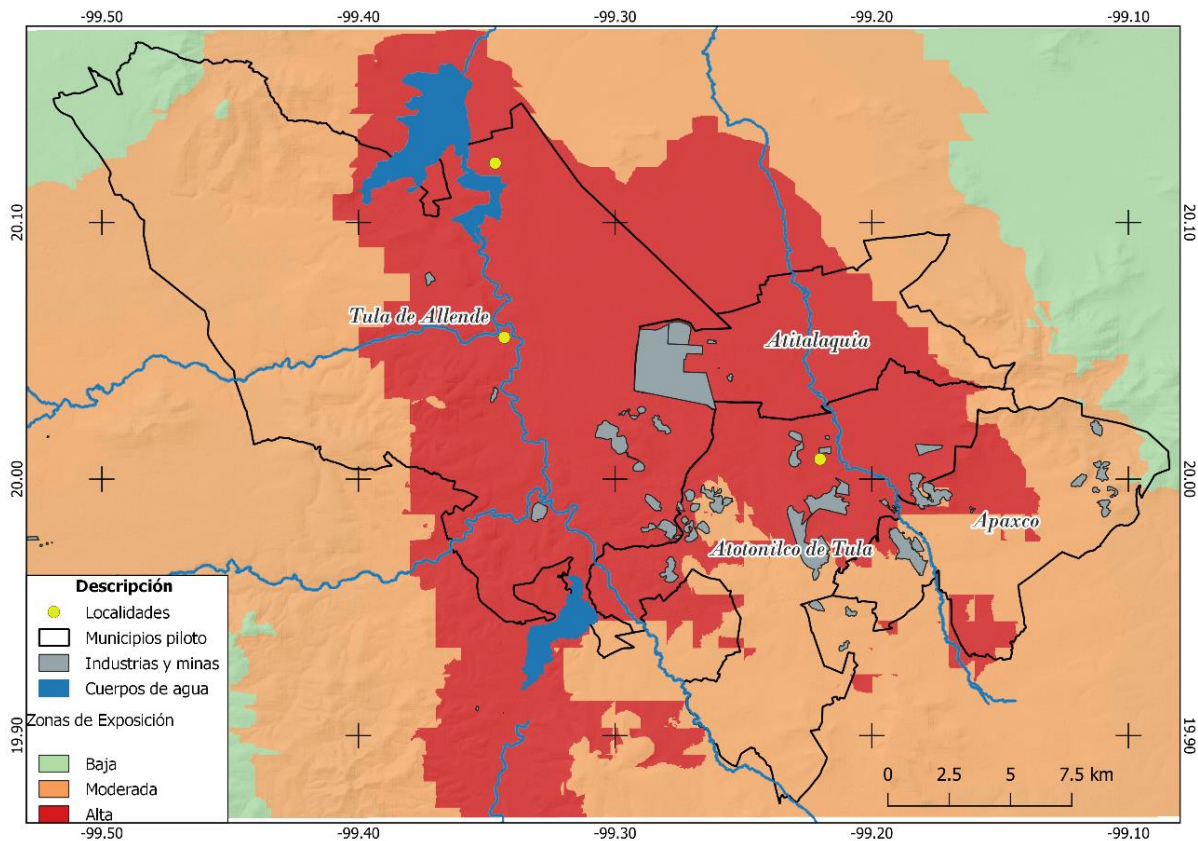 -99.50 -99.40 -99.30 -99.20 -99.10
20.10 20.10
Tula de Allende
Atitalaquia
20.00 20.00
Apaxco
Atotonilco de Tula
Descripción
Localidades
Municipios piloto
Industrias y minas
Cuerpos de agua
Zonas de Exposición
Baja
Moderada
Alta
19.90 19.90
0 2.5 5 7.5 km
-99.50 -99.40 -99.30 -99.20 -99.10